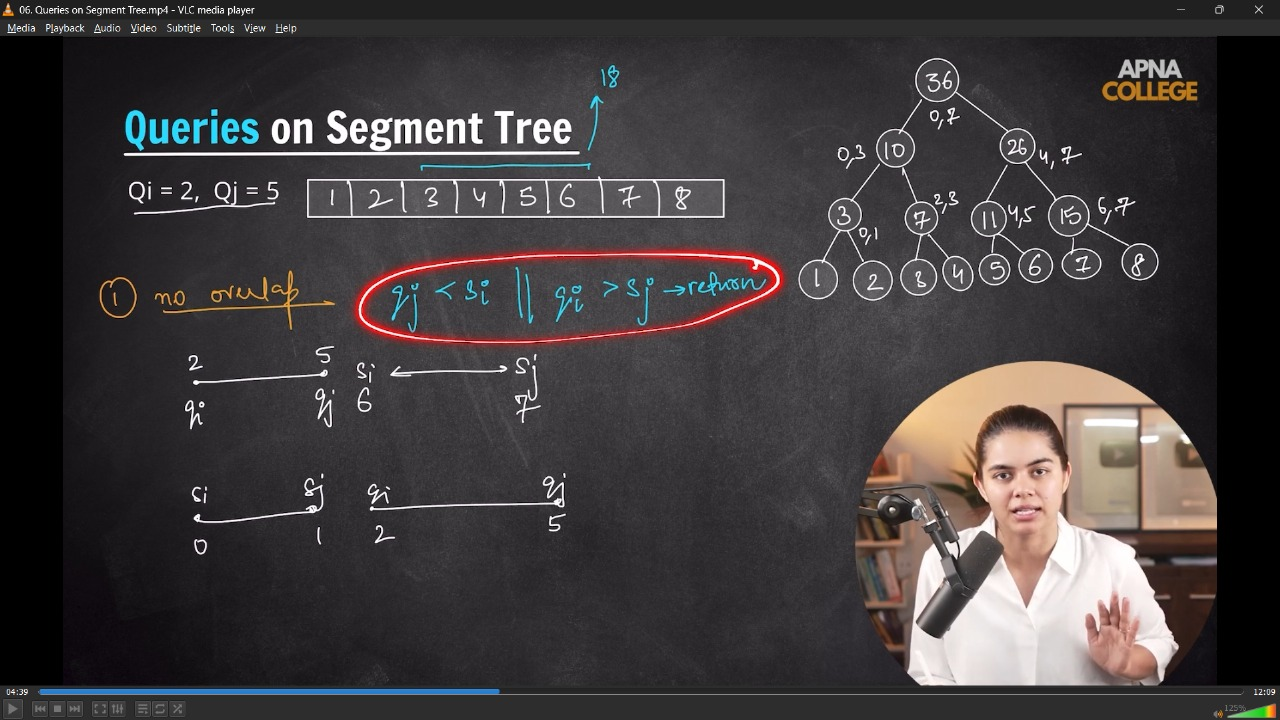 06. Queries on Segment Tree.mp4 - VLC media player
Media Playback Audio Video Subtitle Tools View Help
18
APNA
COLLEGE
Queries on Segment Tree
Qi = 2, Qj = 5
1 2 3 4 5 6 7 8
36
0,7
0,3 10
26 4,7
3 0,1
7 2,3
11 4,5
15 6,7
1 2 3 4 5 6 7 8
1 no overlap
qj < si || qi > sj → return
2 5
si sj
qi qj 6 7
si sj qi qj
0 1 2 5
04:39
12:09
125%